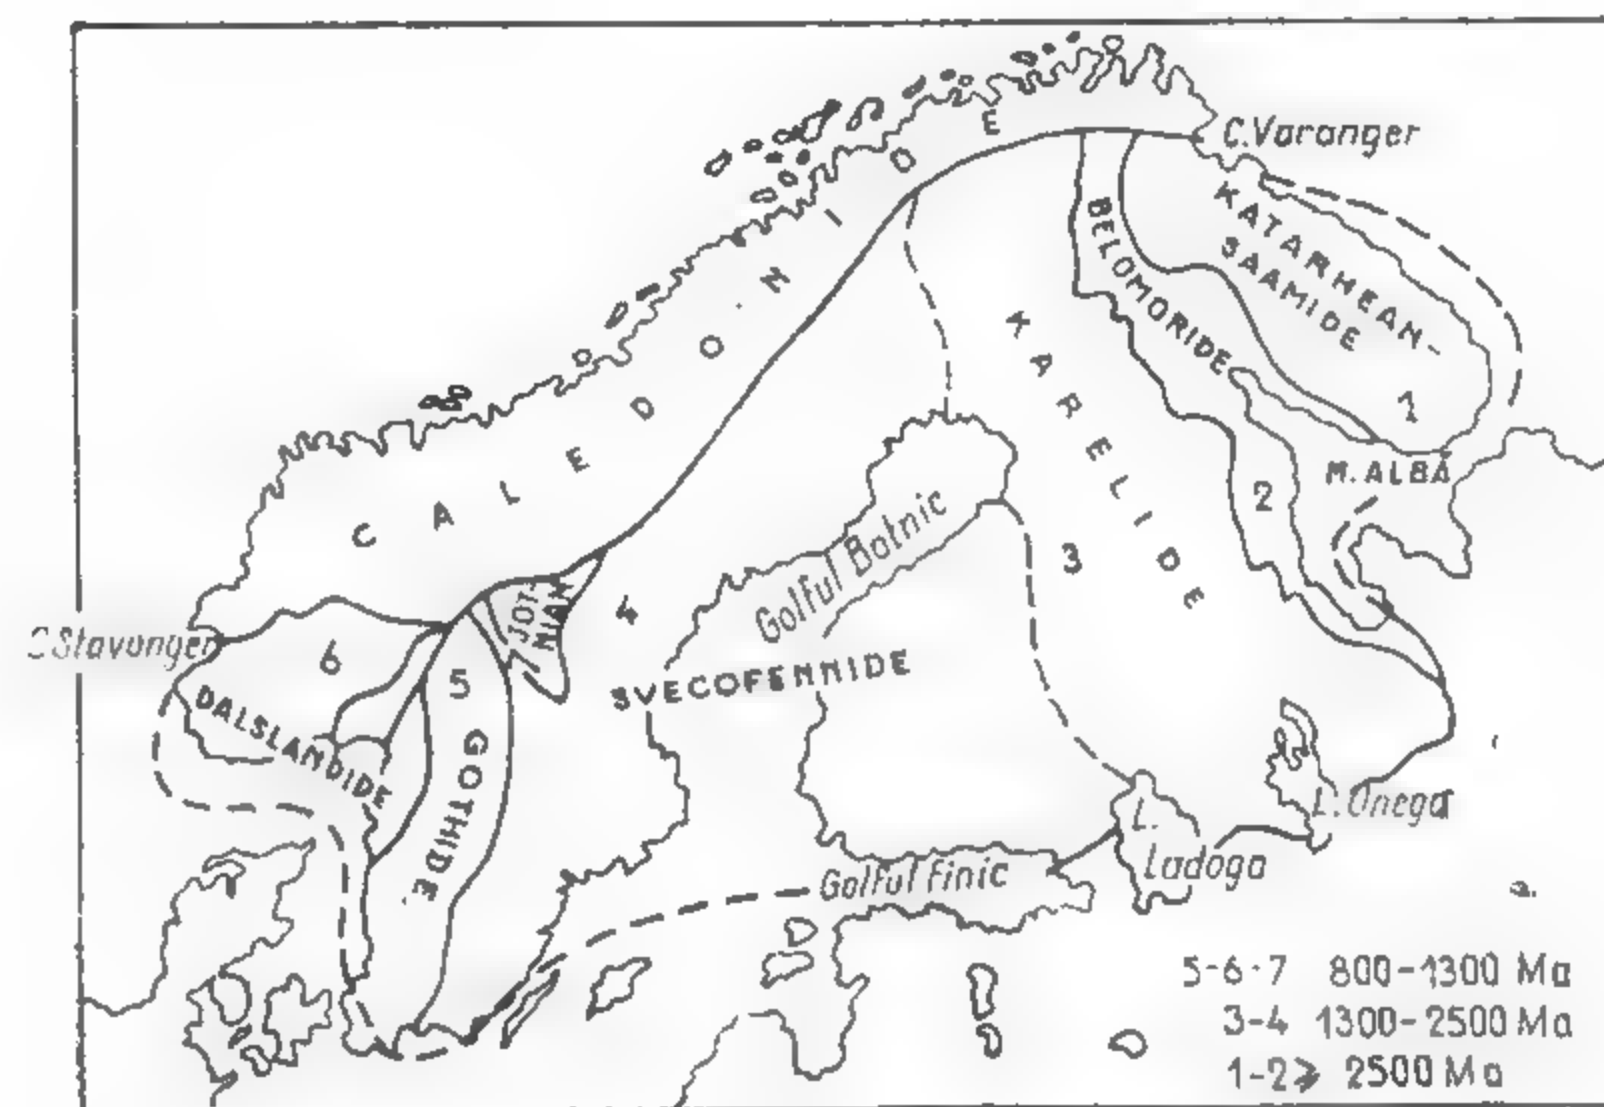 CALEDONIDE
C.Varanger
KATARHEAN-
SAAMIDE
1
BELOMORIDE
KARELIDE
M.ALBĂ
2
3
Golful Botnic
4
JOT-
NIAN
C Stavanger
6
5
SVECOFENNIDE
DALSLANDIDE
GOTHIDE
L.Onega
L.
Ladoga
Golful Finic
a.
5-6-7 800-1300 Ma
3-4 1300-2500 Ma
1-2⩾ 2500 Ma